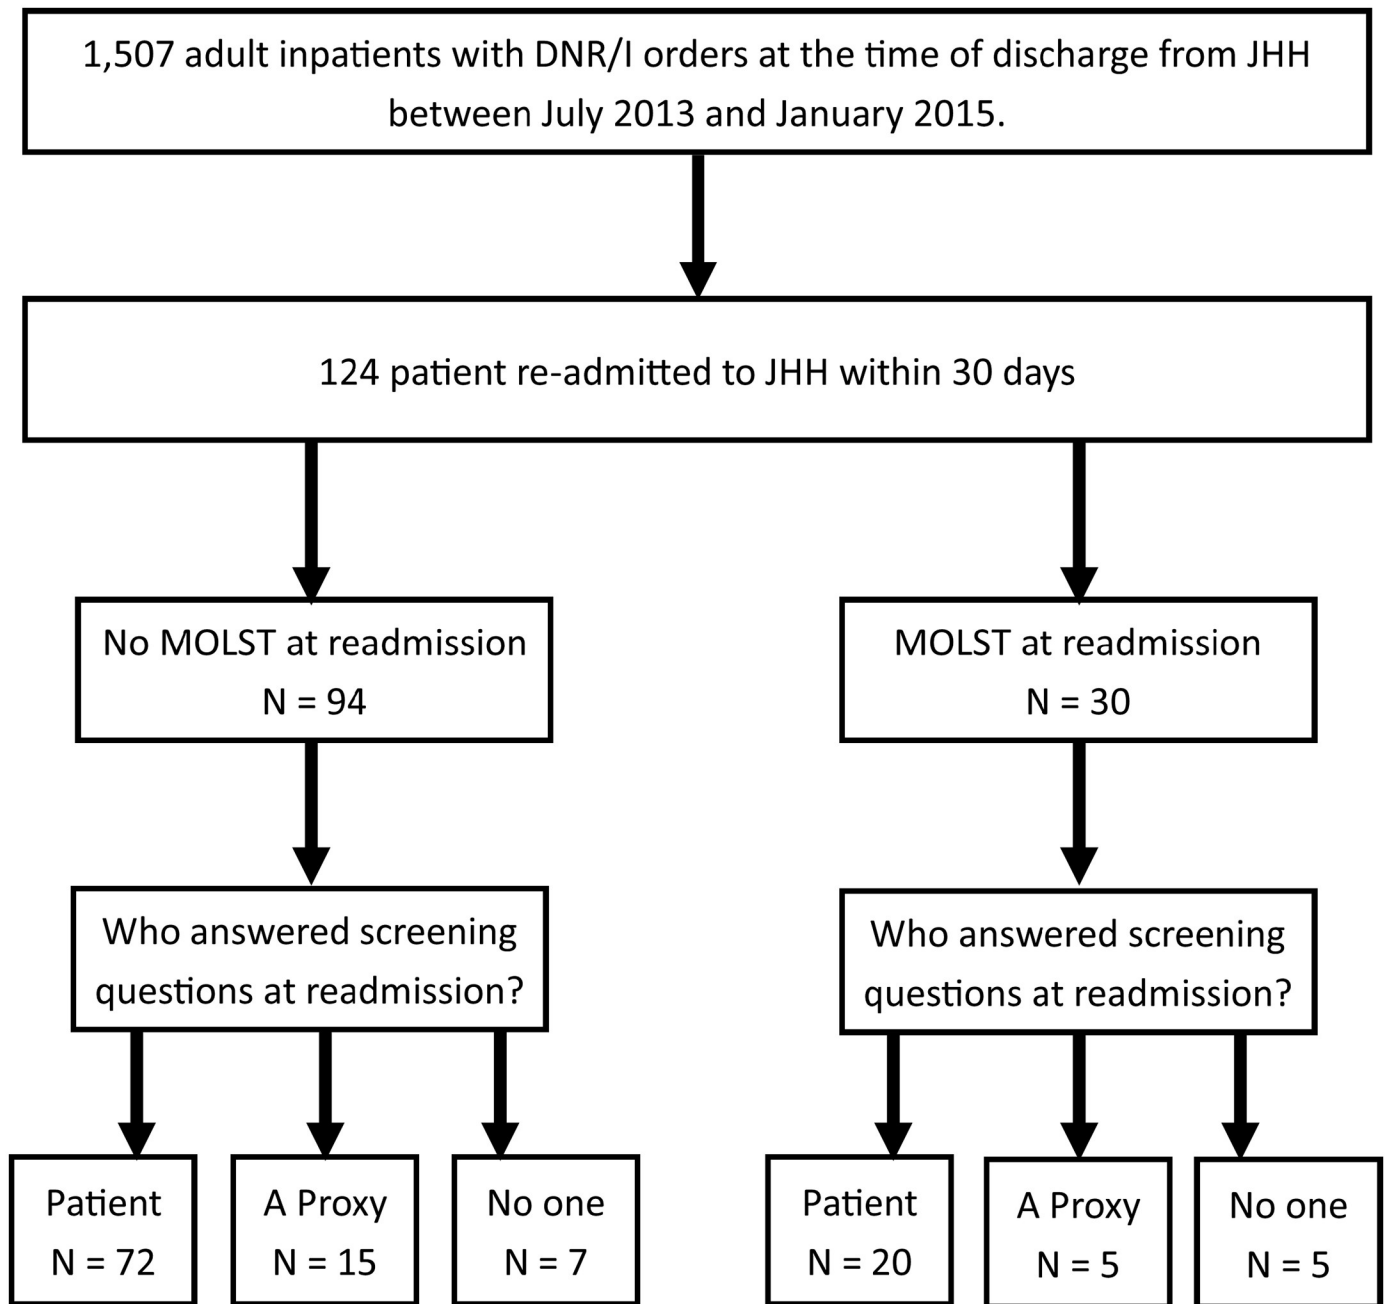 1,507 adult inpatients with DNR/I orders at the time of discharge from JHH
between July 2013 and January 2015.
124 patient re-admitted to JHH within 30 days
No MOLST at readmission
N = 94
MOLST at readmission
N = 30
Who answered screening
questions at readmission?
Who answered screening
questions at readmission?
Patient
N = 72
A Proxy
N = 15
No one
N = 7
Patient
N = 20
A Proxy
N = 5
No one
N = 5